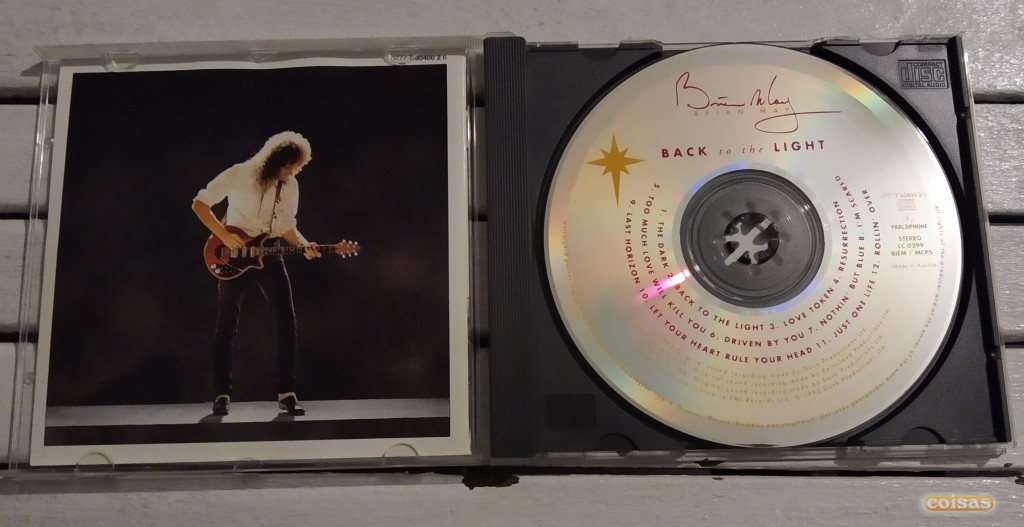 Brian May
BRIAN MAY
BACK to the LIGHT
1. THE DARK 2. BACK TO THE LIGHT 3. LOVE TOKEN 4. RESURRECTION
5. TOO MUCH LOVE WILL KILL YOU 6. DRIVEN BY YOU 7. NOTHIN' BUT BLUE 8. I'M SCARED
9. LAST HORIZON 10. LET YOUR HEART RULE YOUR HEAD 11. JUST ONE LIFE 12. ROLLIN' OVER
COMPACT
disc
DIGITAL AUDIO
PARLOPHONE
STEREO
LC 0299
BIEM / MCPS
Made in Austria
coisas